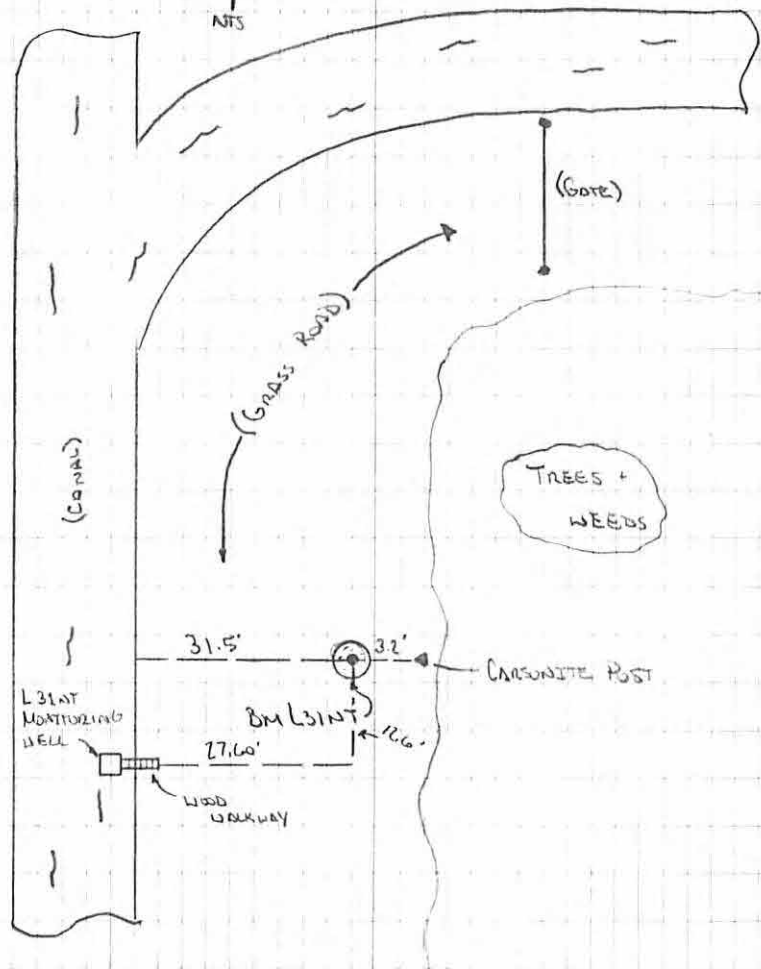 NTS
(GATE)
(GRASS ROAD)
(CANAL)
TREES +
WEEDS
31.5'
3.2'
CARSONITE POST
L31NT
MONITORING
WELL
BM L31NT
12.6'
27.60'
WOOD
WALKWAY